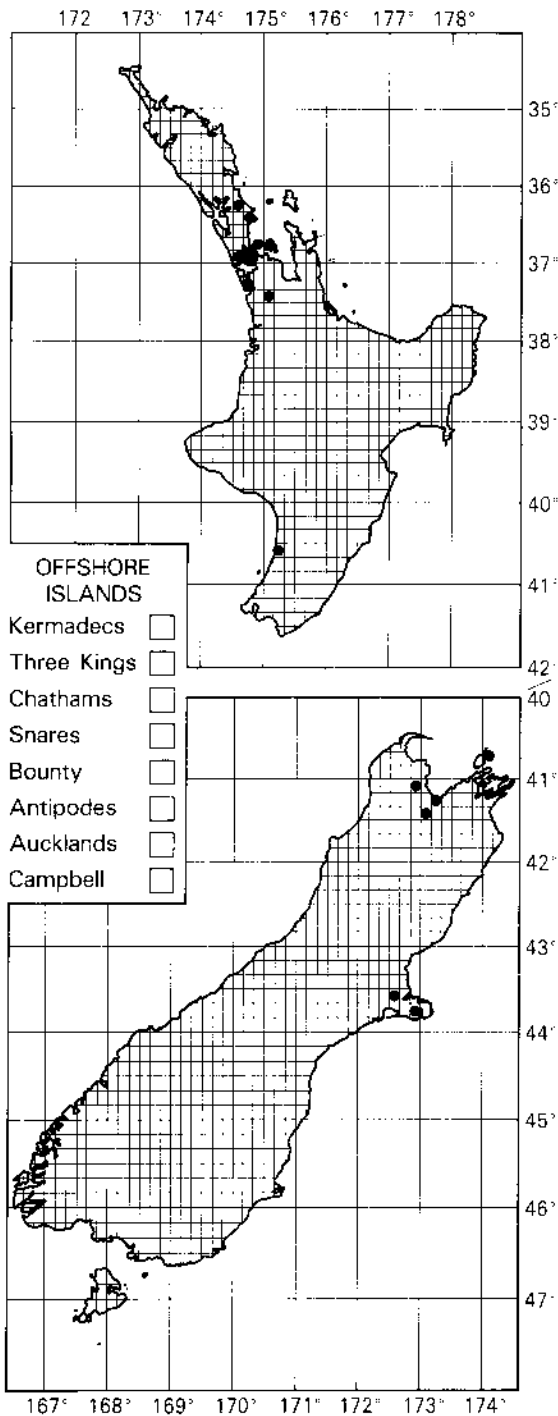 172 173° 174° 175° 176° 177° 178°
35°
36°
37°
38°
39°
40°
41°
42°
OFFSHORE
ISLANDS
Kermadecs
Three Kings
Chathams
Snares
Bounty
Antipodes
Aucklands
Campbell
40
41°
42°
43°
44°
45°
46°
47°
167° 168° 169° 170° 171° 172° 173° 174°